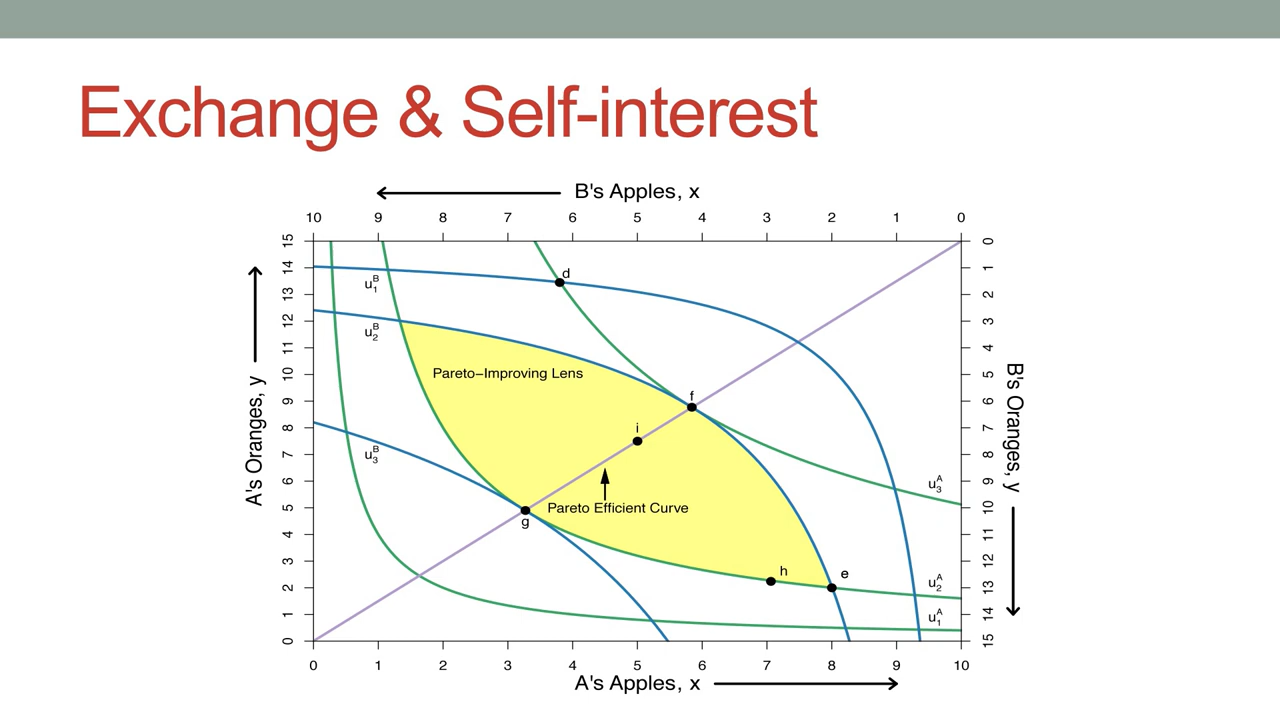 Exchange & Self-interest
B's Apples, x
10 9 8 7 6 5 4 3 2 1 0
15 14 13 12 11 10 9 8 7 6 5 4 3 2 1 0
A's Oranges, y
u₁ᴮ
u₂ᴮ
u₃ᴮ
d
Pareto–Improving Lens
f
i
Pareto Efficient Curve
g
h
e
u₃ᴬ
u₂ᴬ
u₁ᴬ
0 1 2 3 4 5 6 7 8 9 10 11 12 13 14 15
B's Oranges, y
0 1 2 3 4 5 6 7 8 9 10
A's Apples, x